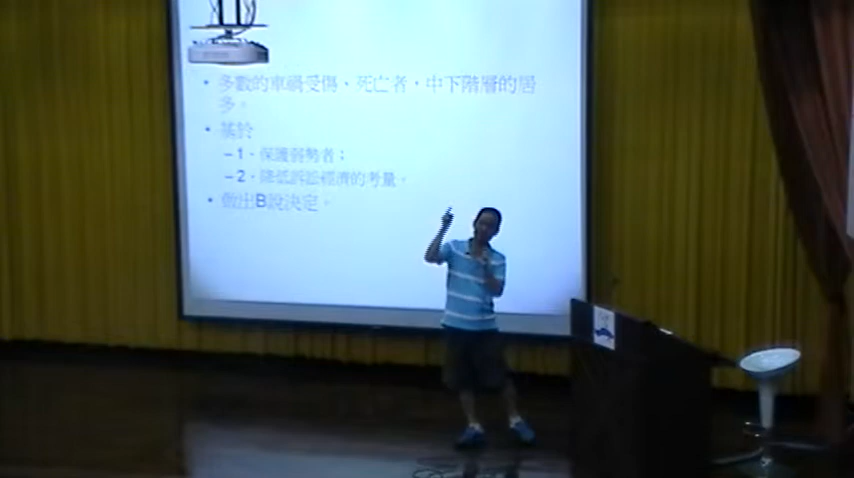 • 多數的車禍受傷、死亡者，中下階層的居
多。
• 基於
– 1．保護弱勢者；
– 2．降低訴訟經濟的考量。
• 做出B說決定。